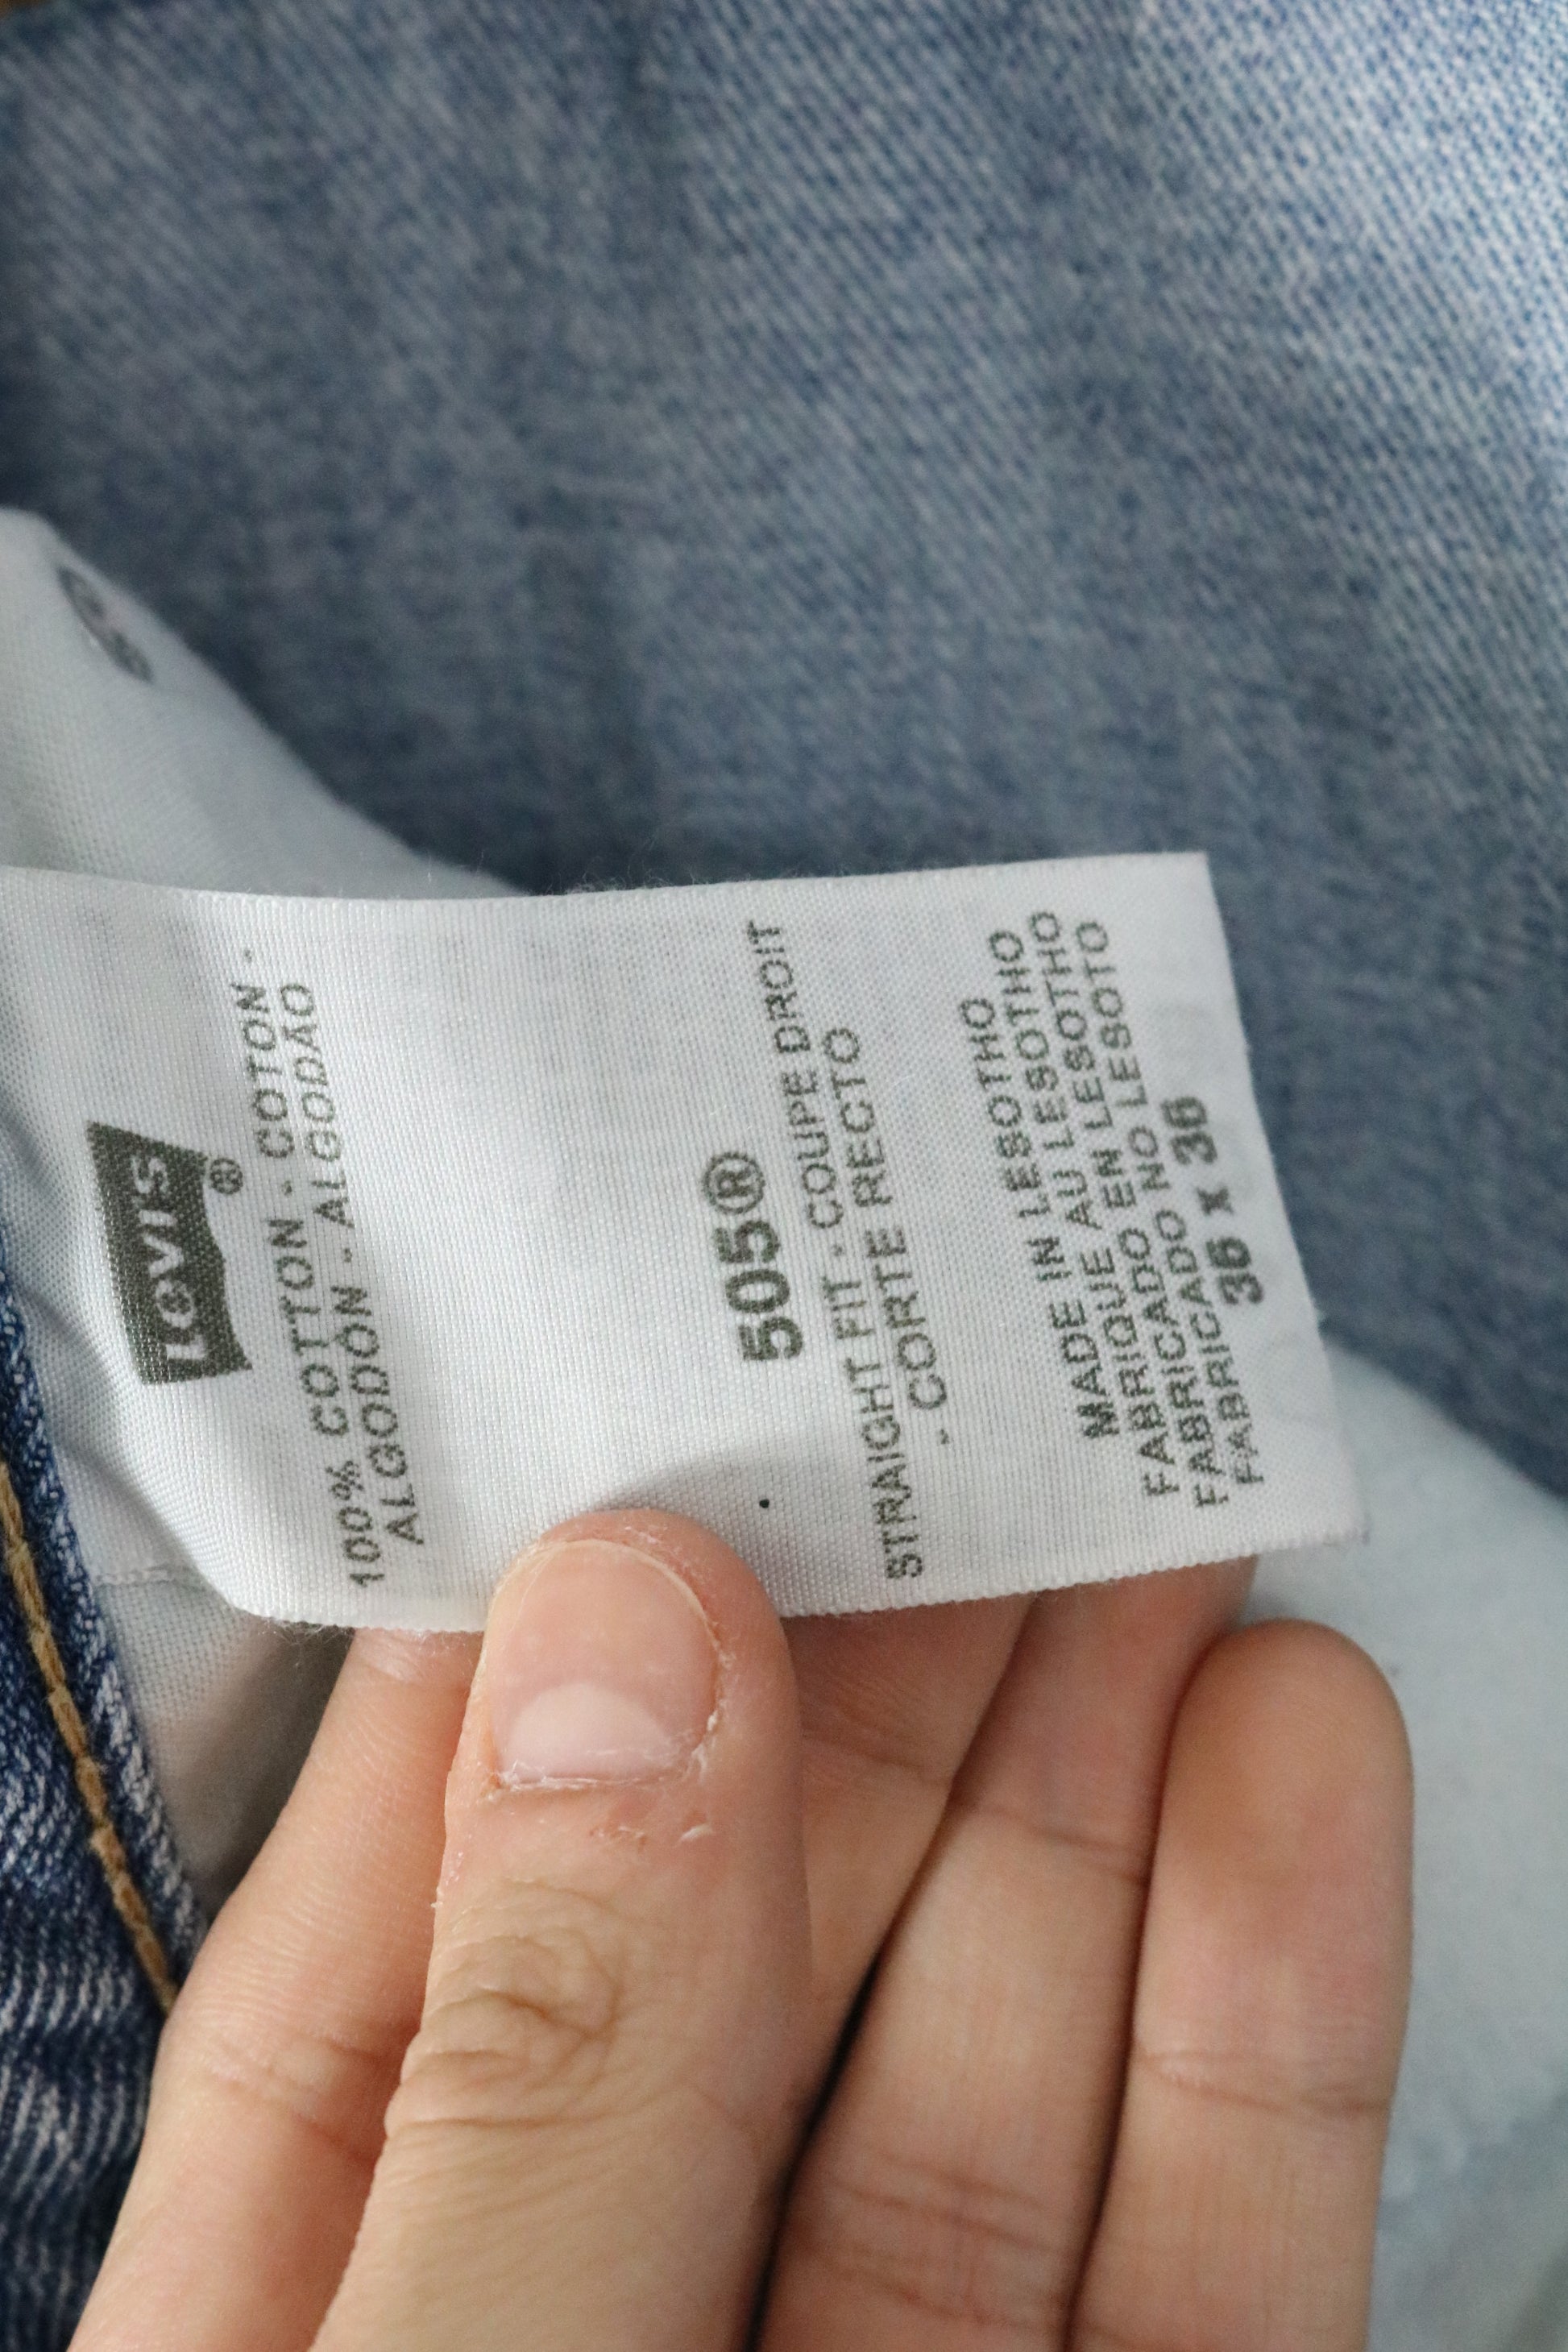 LEVI'S®
100% COTTON - COTON -
ALGODÓN - ALGODÃO
505®
STRAIGHT FIT - COUPE DROIT
- CORTE RECTO
MADE IN LESOTHO
FABRIQUE AU LESOTHO
FABRICADO EN LESOTHO
FABRICADO NO LESOTO
36 x 36